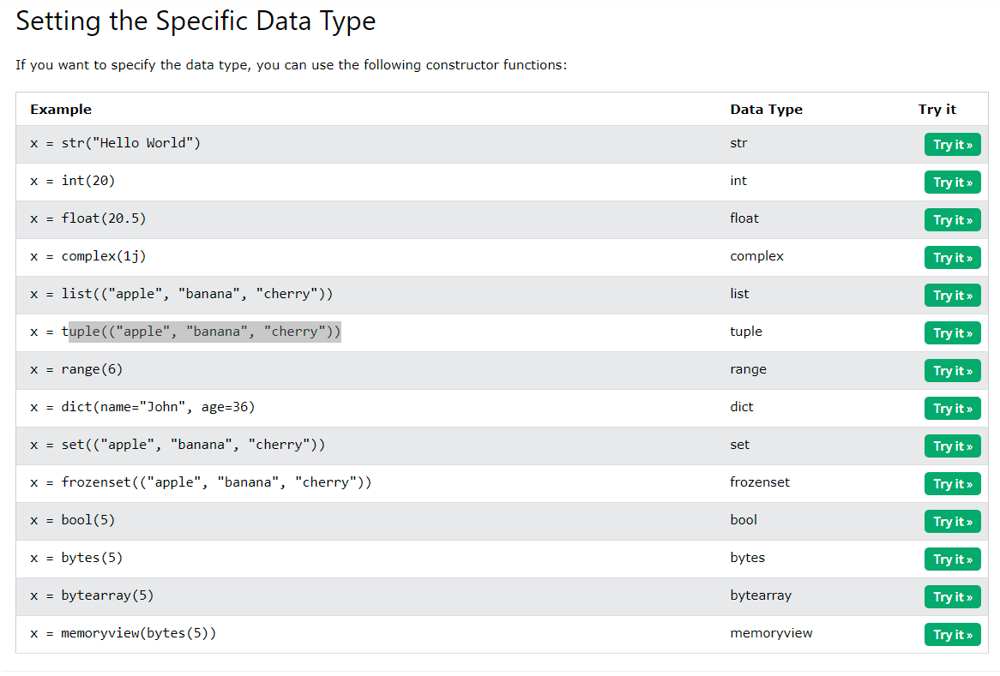 Setting the Specific Data Type
If you want to specify the data type, you can use the following constructor functions:
Example Data Type Try it
x = str("Hello World") str Try it »
x = int(20) int Try it »
x = float(20.5) float Try it »
x = complex(1j) complex Try it »
x = list(("apple", "banana", "cherry")) list Try it »
x = tuple(("apple", "banana", "cherry")) tuple Try it »
x = range(6) range Try it »
x = dict(name="John", age=36) dict Try it »
x = set(("apple", "banana", "cherry")) set Try it »
x = frozenset(("apple", "banana", "cherry")) frozenset Try it »
x = bool(5) bool Try it »
x = bytes(5) bytes Try it »
x = bytearray(5) bytearray Try it »
x = memoryview(bytes(5)) memoryview Try it »